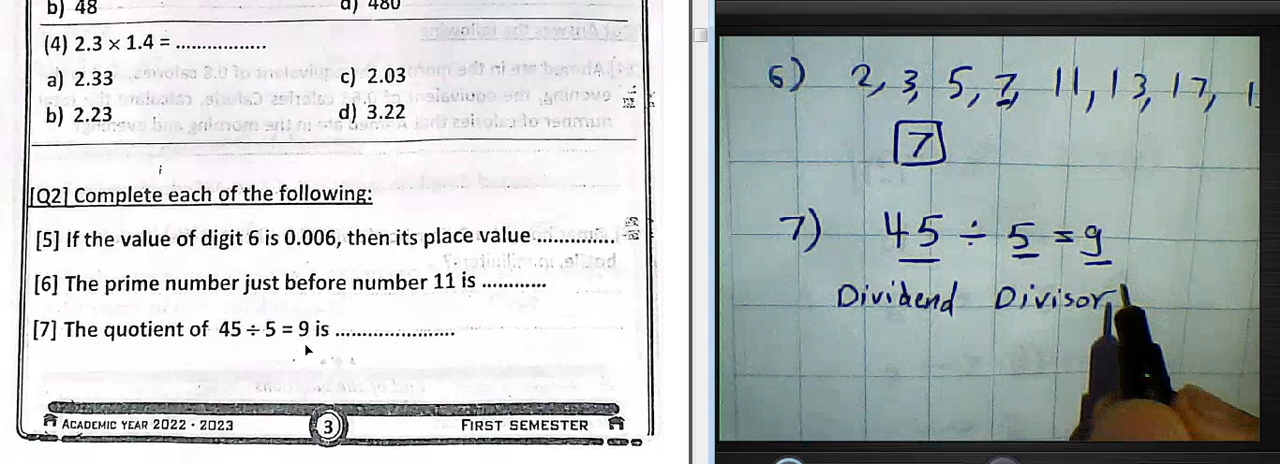 b) 48
d) 480
(4) 2.3 × 1.4 = .................
a) 2.33
c) 2.03
b) 2.23
d) 3.22
[Q2] Complete each of the following:
[5] If the value of digit 6 is 0.006, then its place value ..............
[6] The prime number just before number 11 is ............
[7] The quotient of 45 ÷ 5 = 9 is ......................
ACADEMIC YEAR 2022 - 2023
3
FIRST SEMESTER
6) 2, 3, 5, 7, 11, 13, 17, 1
7
7) 45 ÷ 5 = 9
Dividend Divisor